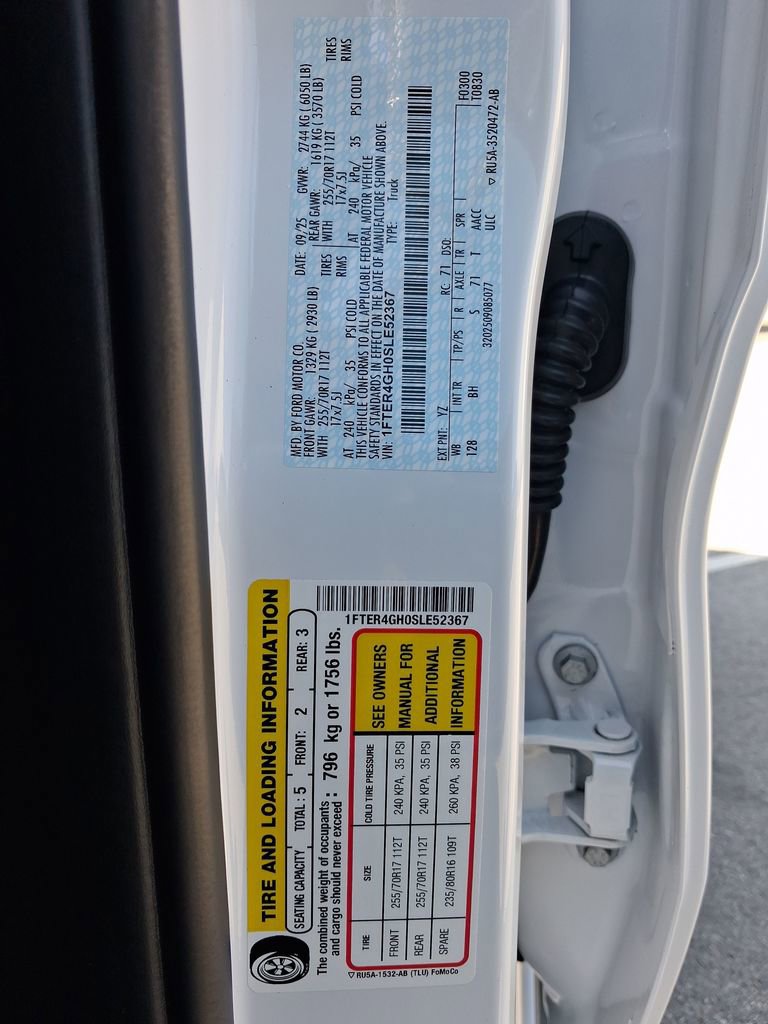 MFD. BY FORD MOTOR CO.
DATE: 09/25 GVWR: 2744 KG ( 6050 LB)
FRONT GAWR: 1329 KG ( 2930 LB) REAR GAWR: 1619 KG ( 3570 LB)
WITH 255/70R17 112T TIRES WITH 255/70R17 112T TIRES
17x7.5J RIMS 17x7.5J RIMS
AT 240 kPa/ 35 PSI COLD AT 240 kPa/ 35 PSI COLD
THIS VEHICLE CONFORMS TO ALL APPLICABLE FEDERAL MOTOR VEHICLE
SAFETY STANDARDS IN EFFECT ON THE DATE OF MANUFACTURE SHOWN ABOVE.
VIN: 1FTER4GH0SLE52367 TYPE: Truck
F0300
T0830
EXT PNT: YZ RC: 71 DSO:
WB INT TR TP/PS R AXLE TR SPR
128 BH S 71 T AACC
ULC
3202509085077
▽ RU5A-3520472-AB
TIRE AND LOADING INFORMATION
SEATING CAPACITY TOTAL : 5 FRONT: 2 REAR: 3
The combined weight of occupants and cargo should never exceed : 796 kg or 1756 lbs.
1FTER4GH0SLE52367
TIRE SIZE COLD TIRE PRESSURE
FRONT 255/70R17 112T 240 KPA, 35 PSI
REAR 255/70R17 112T 240 KPA, 35 PSI
SPARE 235/80R16 109T 260 KPA, 38 PSI
SEE OWNERS
MANUAL FOR
ADDITIONAL
INFORMATION
▽ RU5A-1532-AB (TLU) FoMoCo